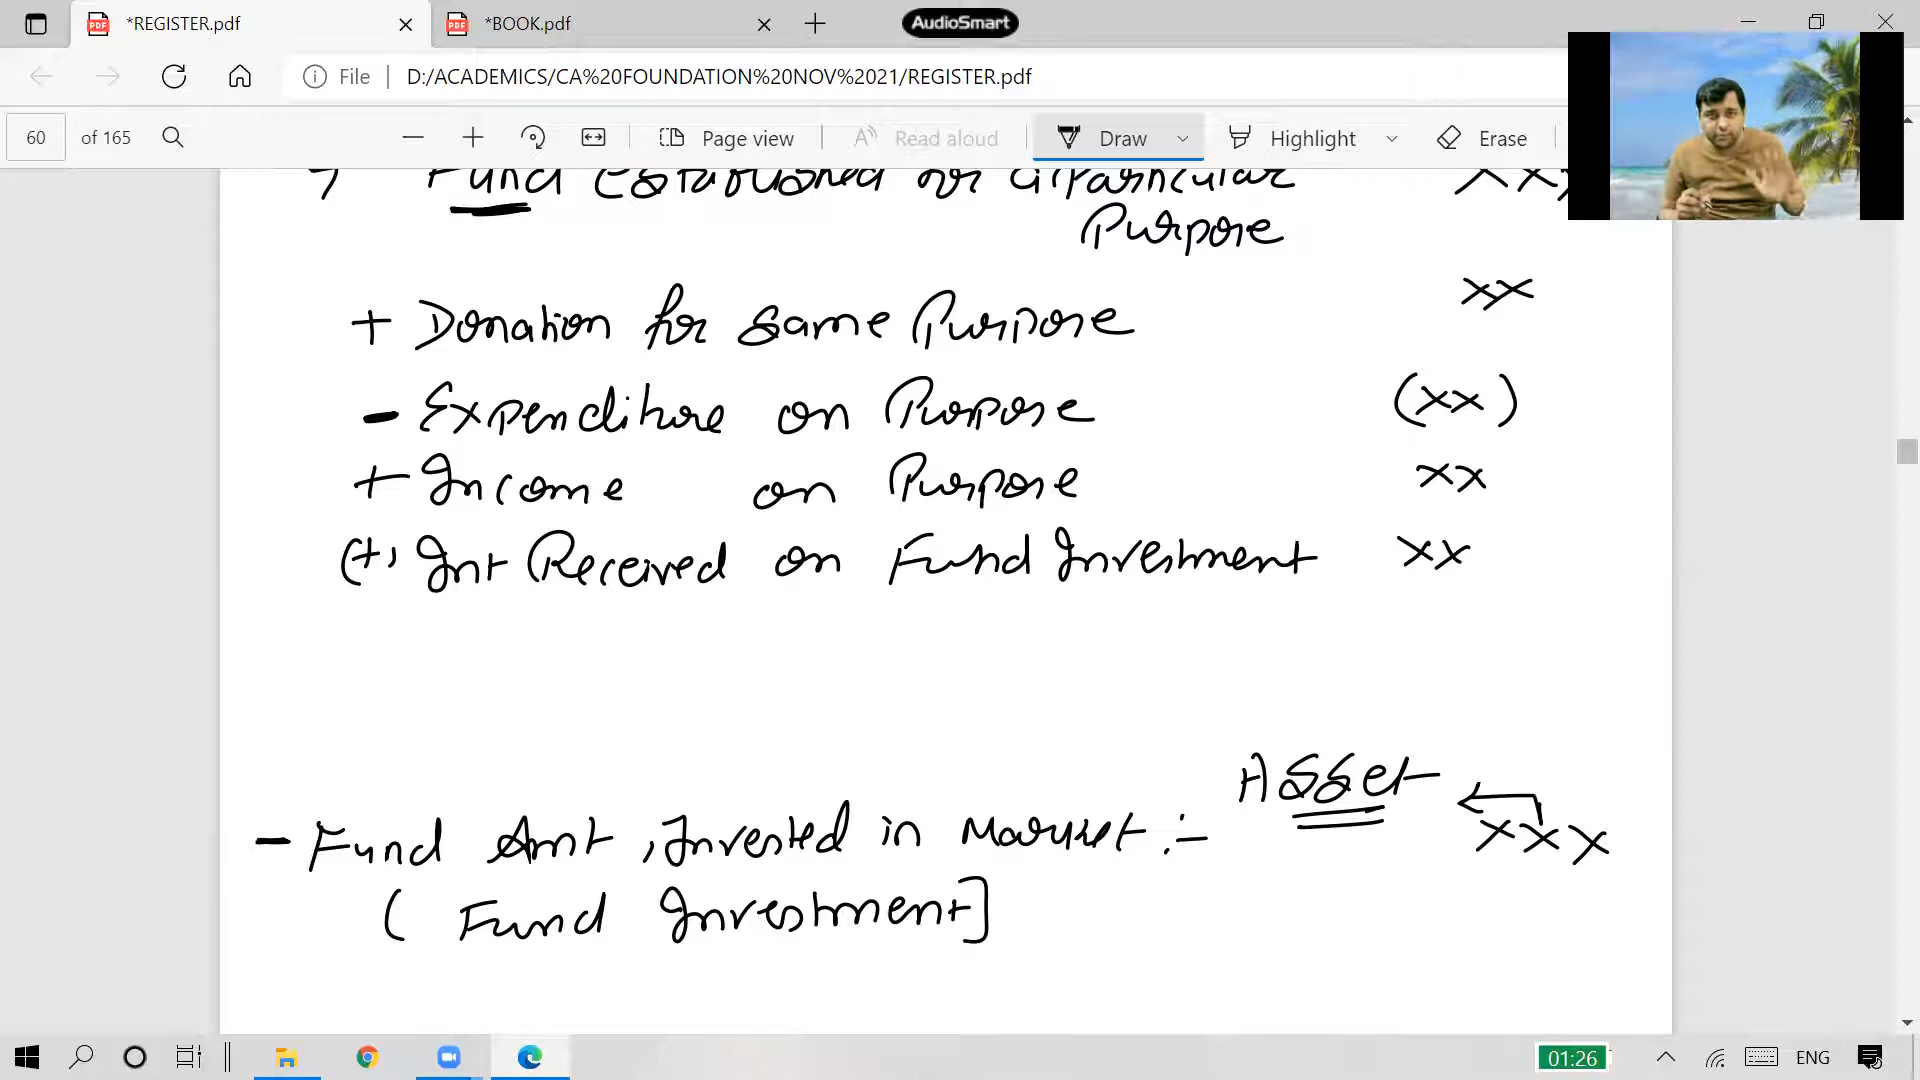 *REGISTER.pdf
*BOOK.pdf
AudioSmart
File
D:/ACADEMICS/CA%20FOUNDATION%20NOV%2021/REGISTER.pdf
60 of 165
Page view
Read aloud
Draw
Highlight
Erase
Fund Established for a Particular XXX
Purpose
+ Donation for Same Purpose XX
- Expenditure on Purpose (XX)
+ Income on Purpose XX
(+) Int Received on Fund Investment XX
Asset
- Fund Amt, Invested in Market :- XXX
( Fund Investment]
01:26
ENG